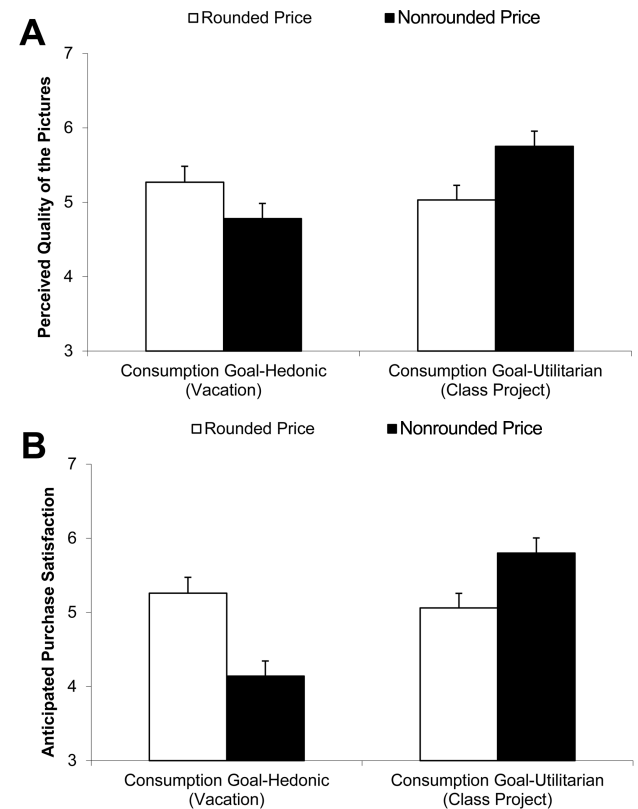 A
Rounded Price Nonrounded Price
Perceived Quality of the Pictures
7
6
5
4
3
Consumption Goal-Hedonic
(Vacation)
Consumption Goal-Utilitarian
(Class Project)
B
Rounded Price Nonrounded Price
Anticipated Purchase Satisfaction
7
6
5
4
3
Consumption Goal-Hedonic
(Vacation)
Consumption Goal-Utilitarian
(Class Project)